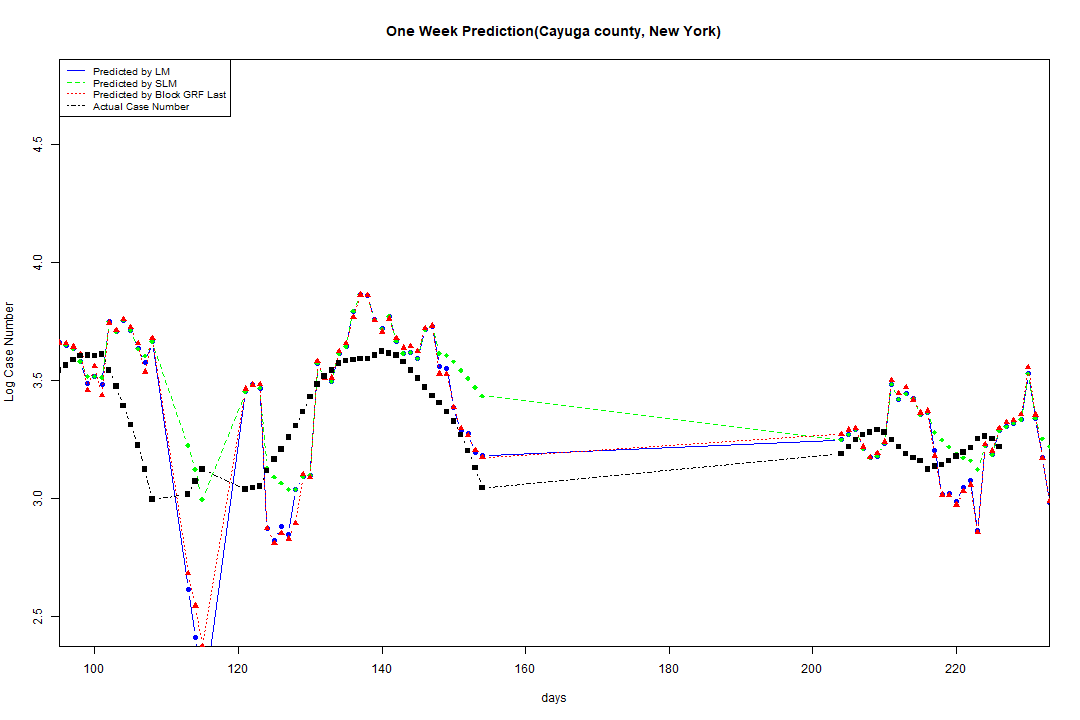 One Week Prediction(Cayuga county, New York)
Predicted by LM
Predicted by SLM
Predicted by Block GRF Last
Actual Case Number
Log Case Number
4.5
4.0
3.5
3.0
2.5
100 120 140 160 180 200 220
days